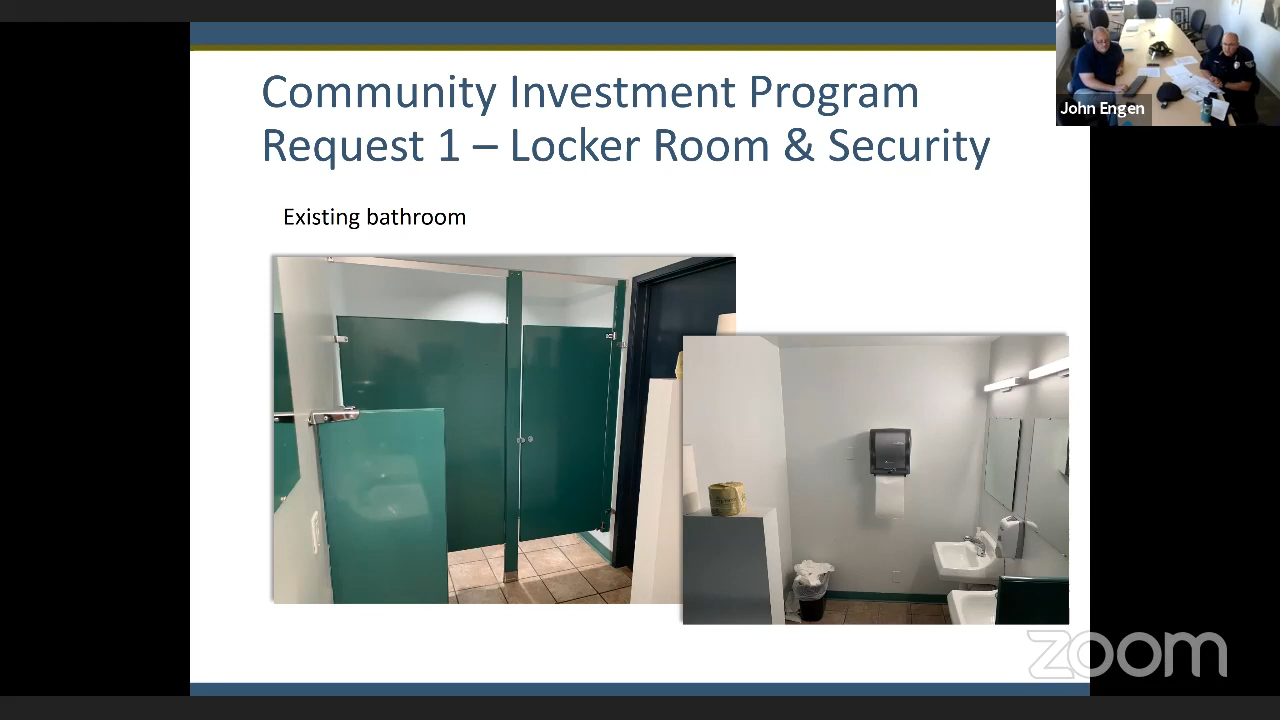 Community Investment Program
Request 1 – Locker Room & Security
Existing bathroom
John Engen
zoom